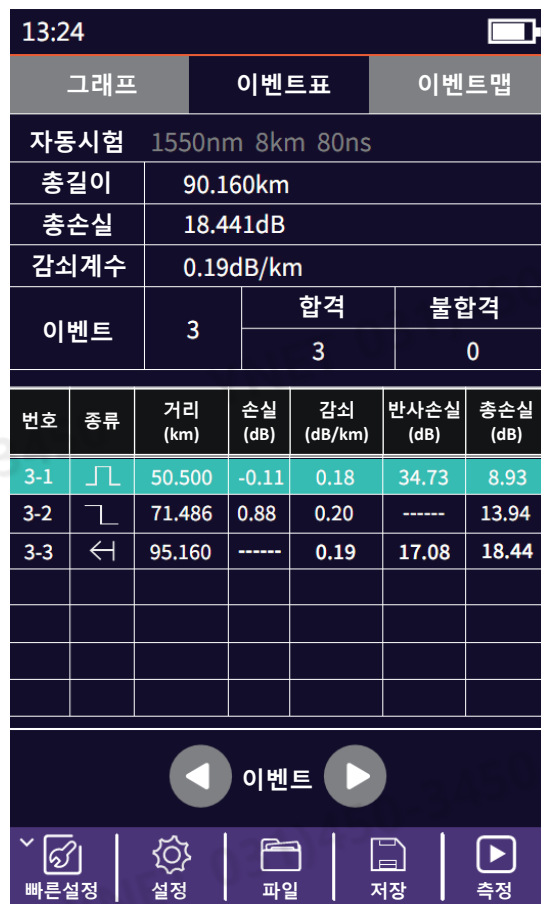 13:24
그래프 이벤트표 이벤트맵
자동시험 1550nm 8km 80ns
총길이 90.160km
총손실 18.441dB
감쇠계수 0.19dB/km
이벤트 3 합격 불합격
3 0
번호 종류 거리 (km) 손실 (dB) 감쇠 (dB/km) 반사손실 (dB) 총손실 (dB)
3-1 50.500 -0.11 0.18 34.73 8.93
3-2 71.486 0.88 0.20 ------ 13.94
3-3 95.160 ------ 0.19 17.08 18.44
이벤트
빠른설정 설정 파일 저장 측정